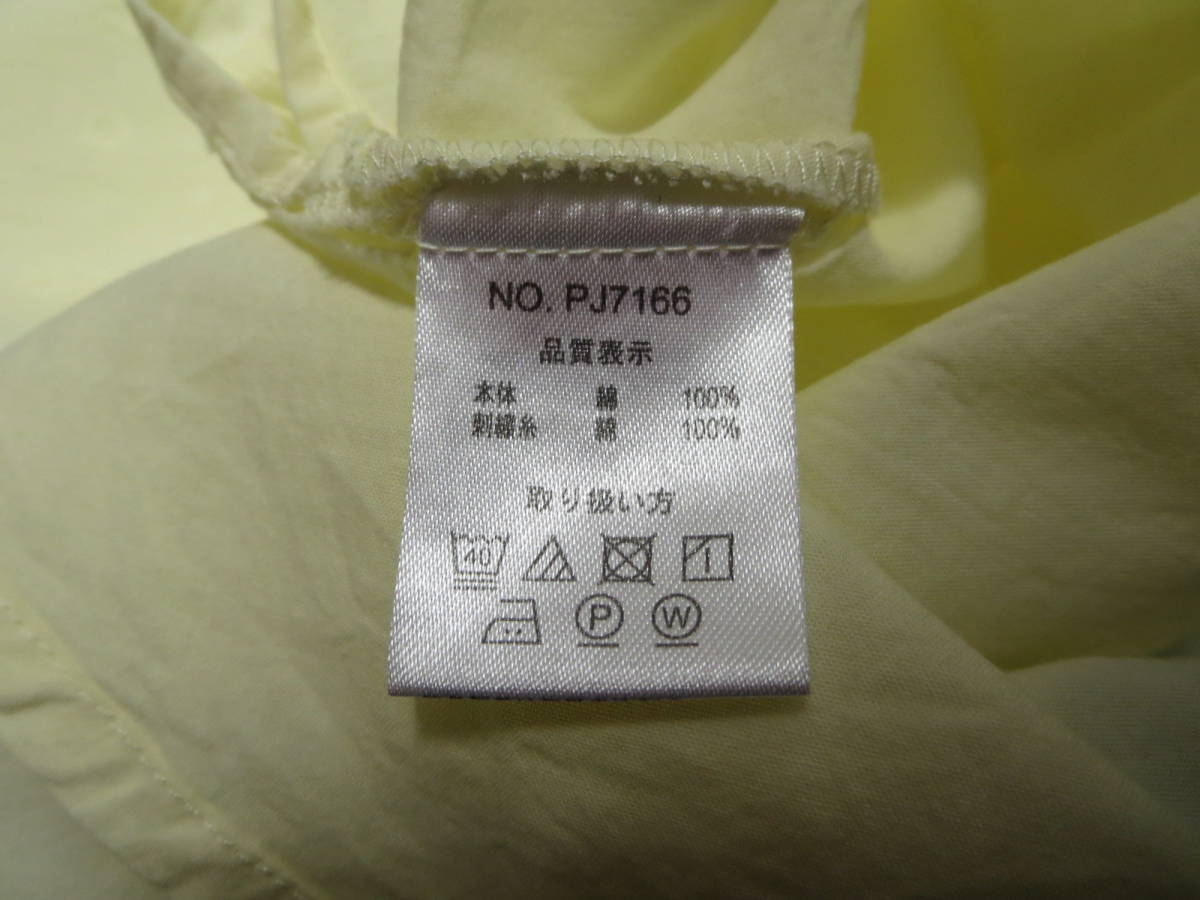 NO. PJ7166
品質表示
本体 綿 100%
刺繍糸 綿 100%
取り扱い方
40
P W